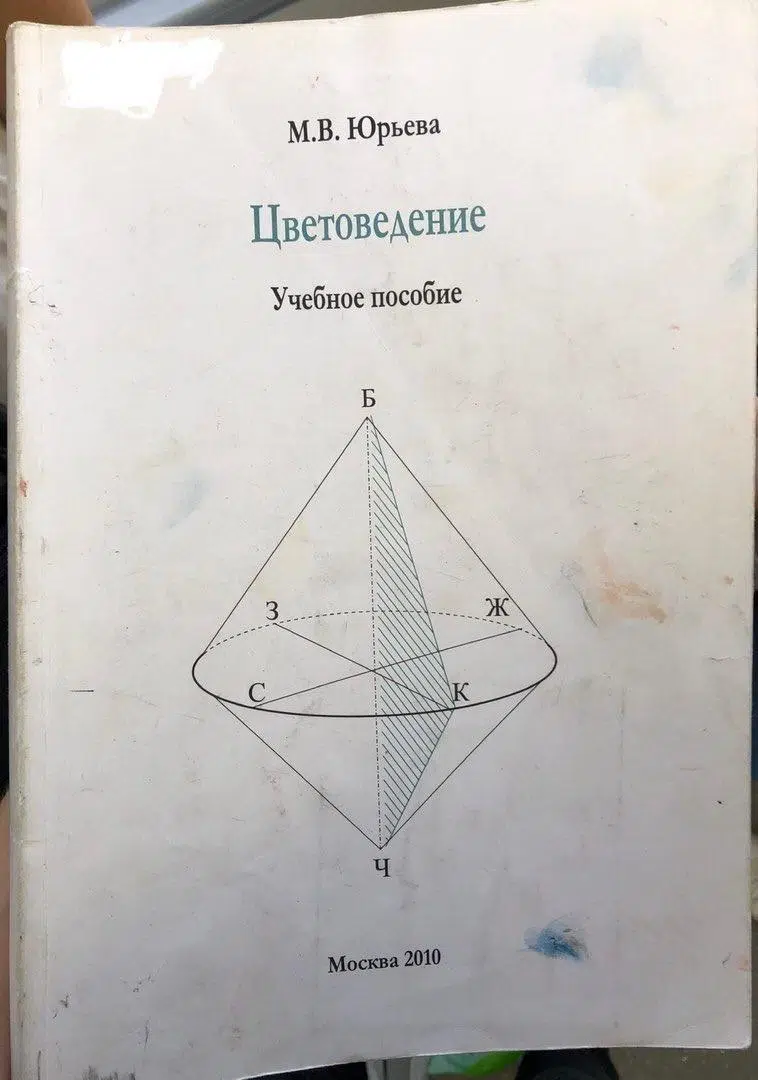 М.В. Юрьева
Цветоведение
Учебное пособие
Б
З
Ж
С
К
Ч
Москва 2010